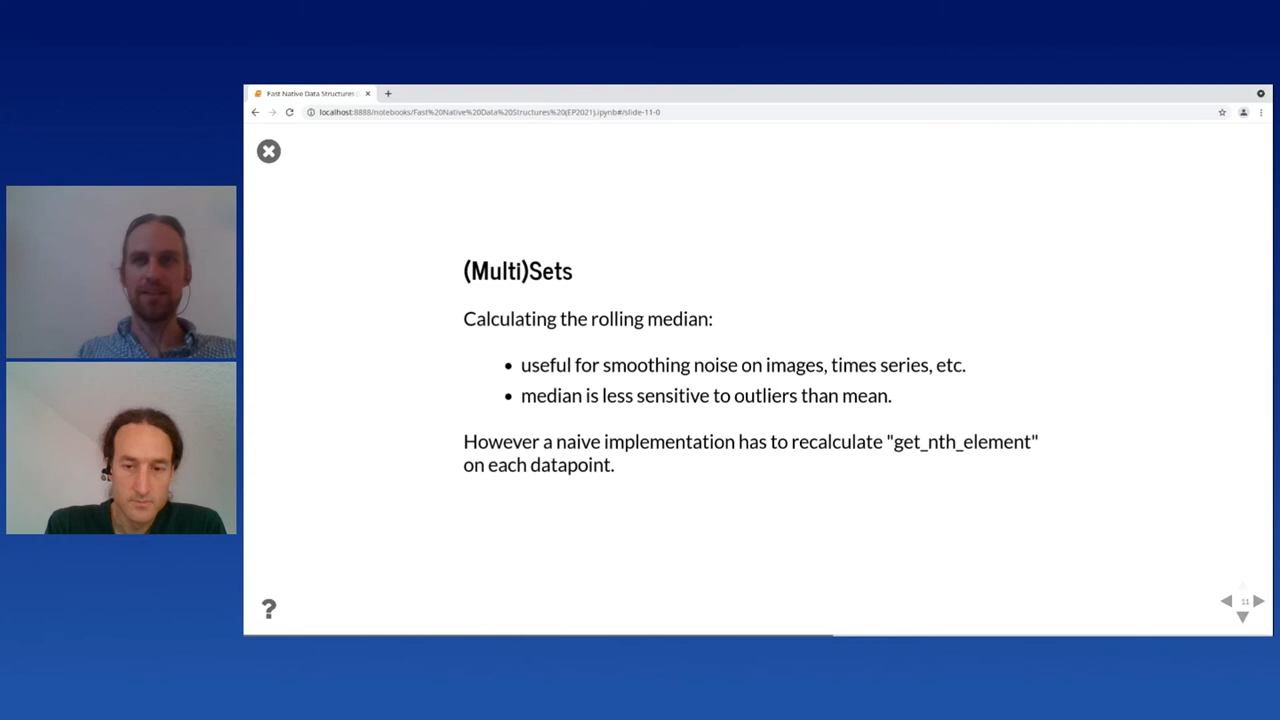 Fast Native Data Structures (
localhost:8888/notebooks/Fast%20Native%20Data%20Structures%20(EP2021).ipynb#/slide-11-0
(Multi)Sets
Calculating the rolling median:
• useful for smoothing noise on images, times series, etc.
• median is less sensitive to outliers than mean.
However a naive implementation has to recalculate "get_nth_element"
on each datapoint.
?
11